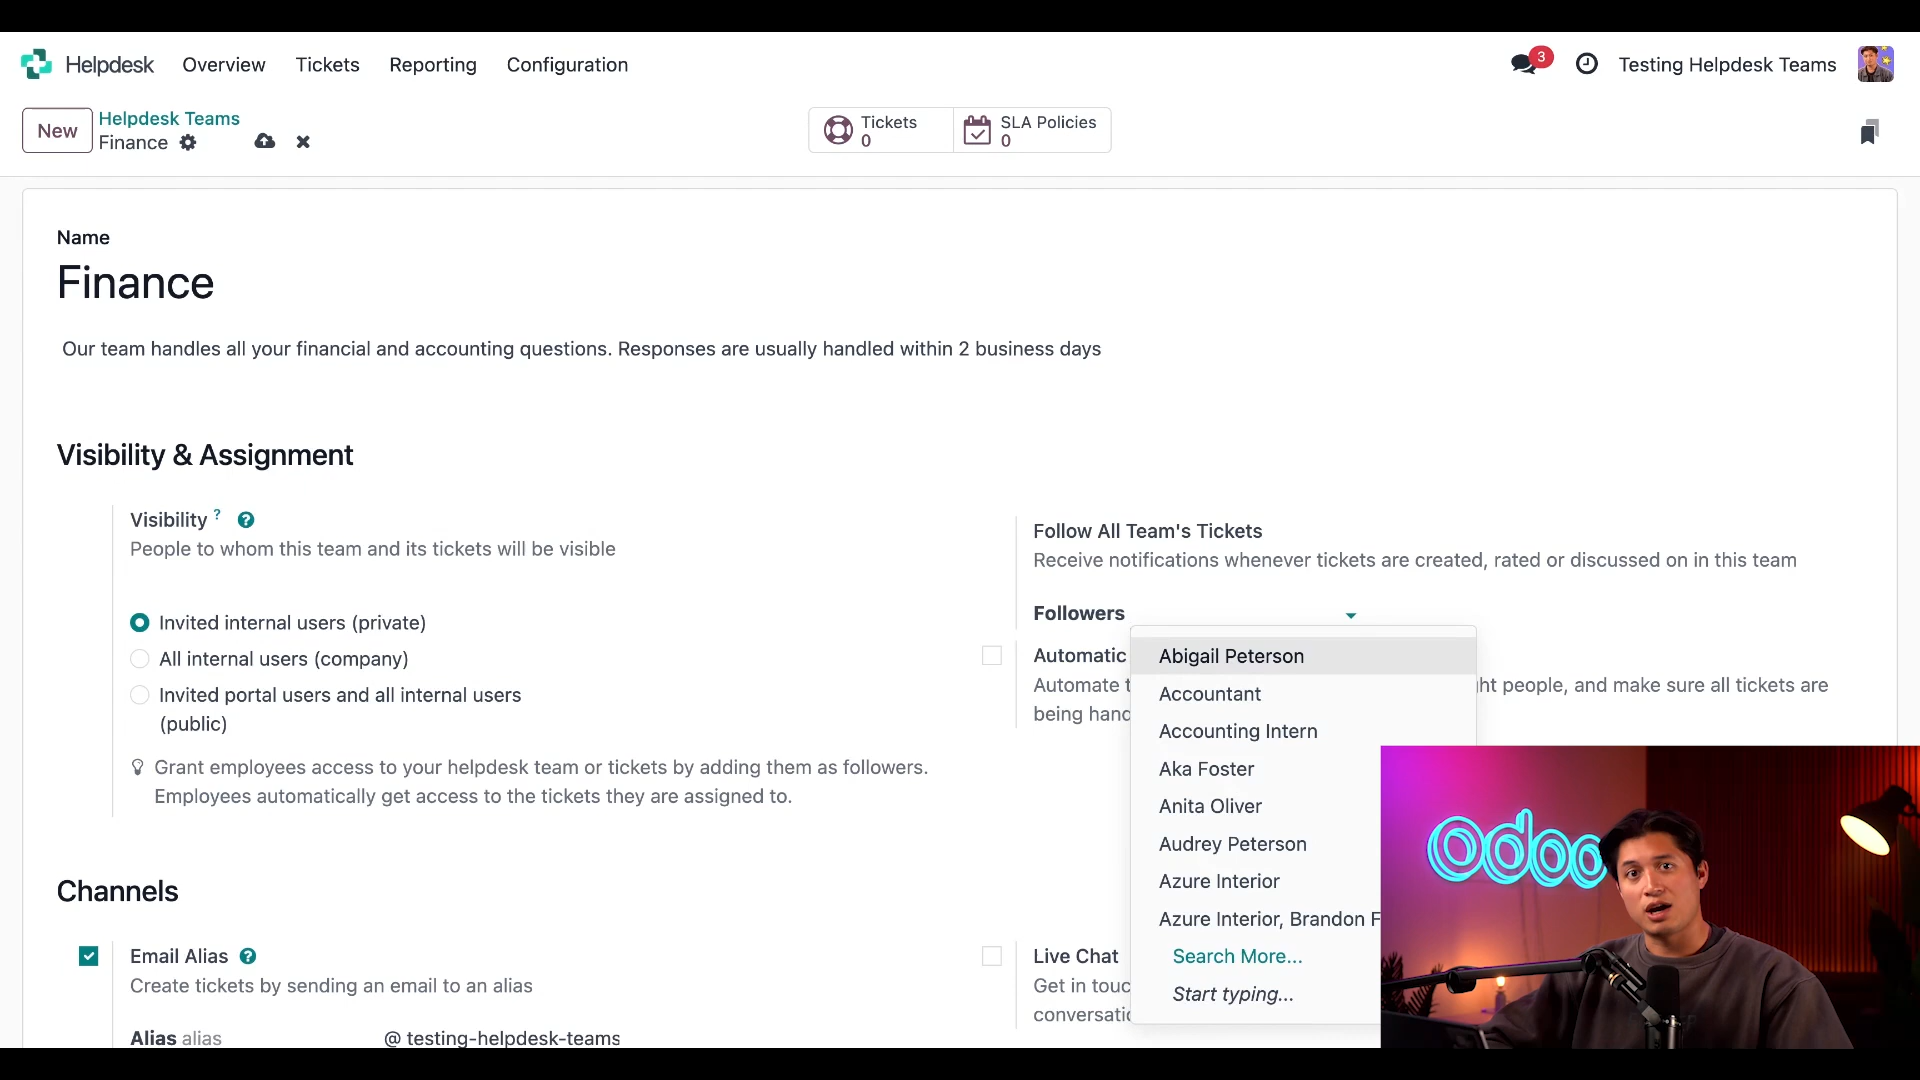 Helpdesk Overview Tickets Reporting Configuration 3 Testing Helpdesk Teams
New
Helpdesk Teams
Finance
Tickets
0
SLA Policies
0
Name
Finance
Our team handles all your financial and accounting questions. Responses are usually handled within 2 business days
Visibility & Assignment
Visibility ? ?
People to whom this team and its tickets will be visible
Invited internal users (private)
All internal users (company)
Invited portal users and all internal users
(public)
Grant employees access to your helpdesk team or tickets by adding them as followers.
Employees automatically get access to the tickets they are assigned to.
Follow All Team's Tickets
Receive notifications whenever tickets are created, rated or discussed on in this team
Followers
Automatic
Automate
ht people, and make sure all tickets are
being hand
Abigail Peterson
Accountant
Accounting Intern
Aka Foster
Anita Oliver
Audrey Peterson
Azure Interior
Azure Interior, Brandon F
Search More...
Start typing...
Channels
Email Alias ?
Create tickets by sending an email to an alias
Alias alias @ testing-helpdesk-teams
Live Chat
Get in touc
conversatio
odoo